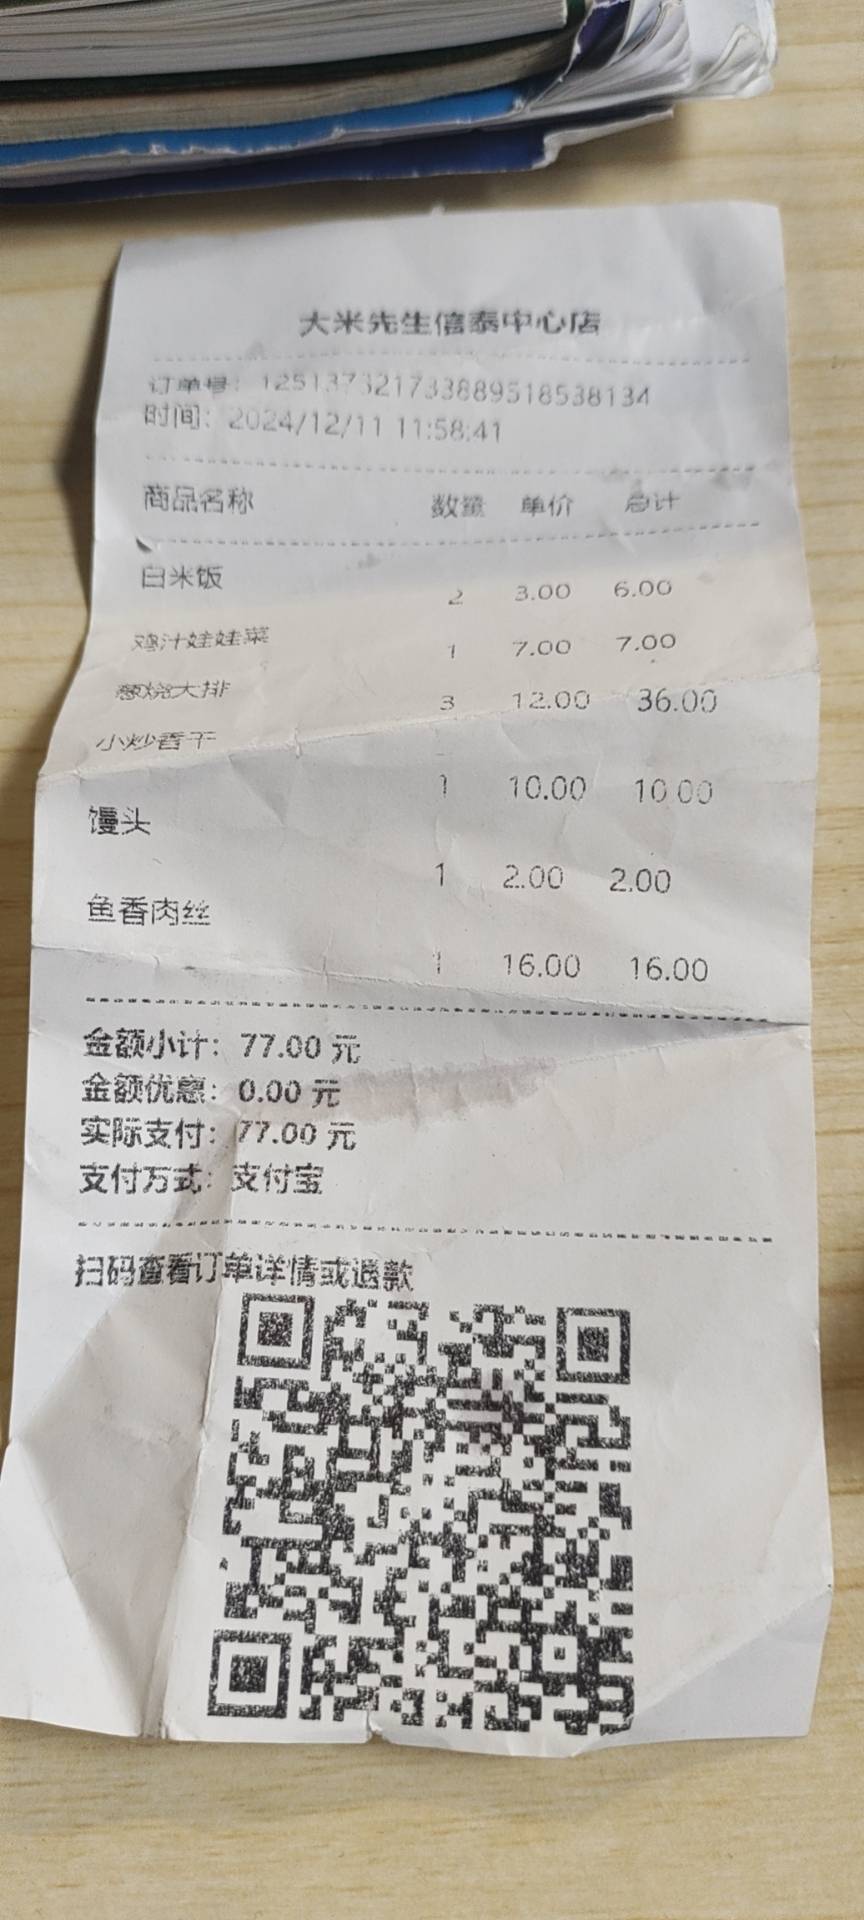 大米先生信泰中心店
订单号：125137321733889518538134
时间：2024/12/11 11:58:41
商品名称 数量 单价 总计
白米饭 2 3.00 6.00
鸡汁娃娃菜 1 7.00 7.00
葱烧大排 3 12.00 36.00
小炒香干 1 10.00 10.00
馒头 1 2.00 2.00
鱼香肉丝 1 16.00 16.00
金额小计：77.00 元
金额优惠：0.00 元
实际支付：77.00 元
支付方式：支付宝
扫码查看订单详情或退款